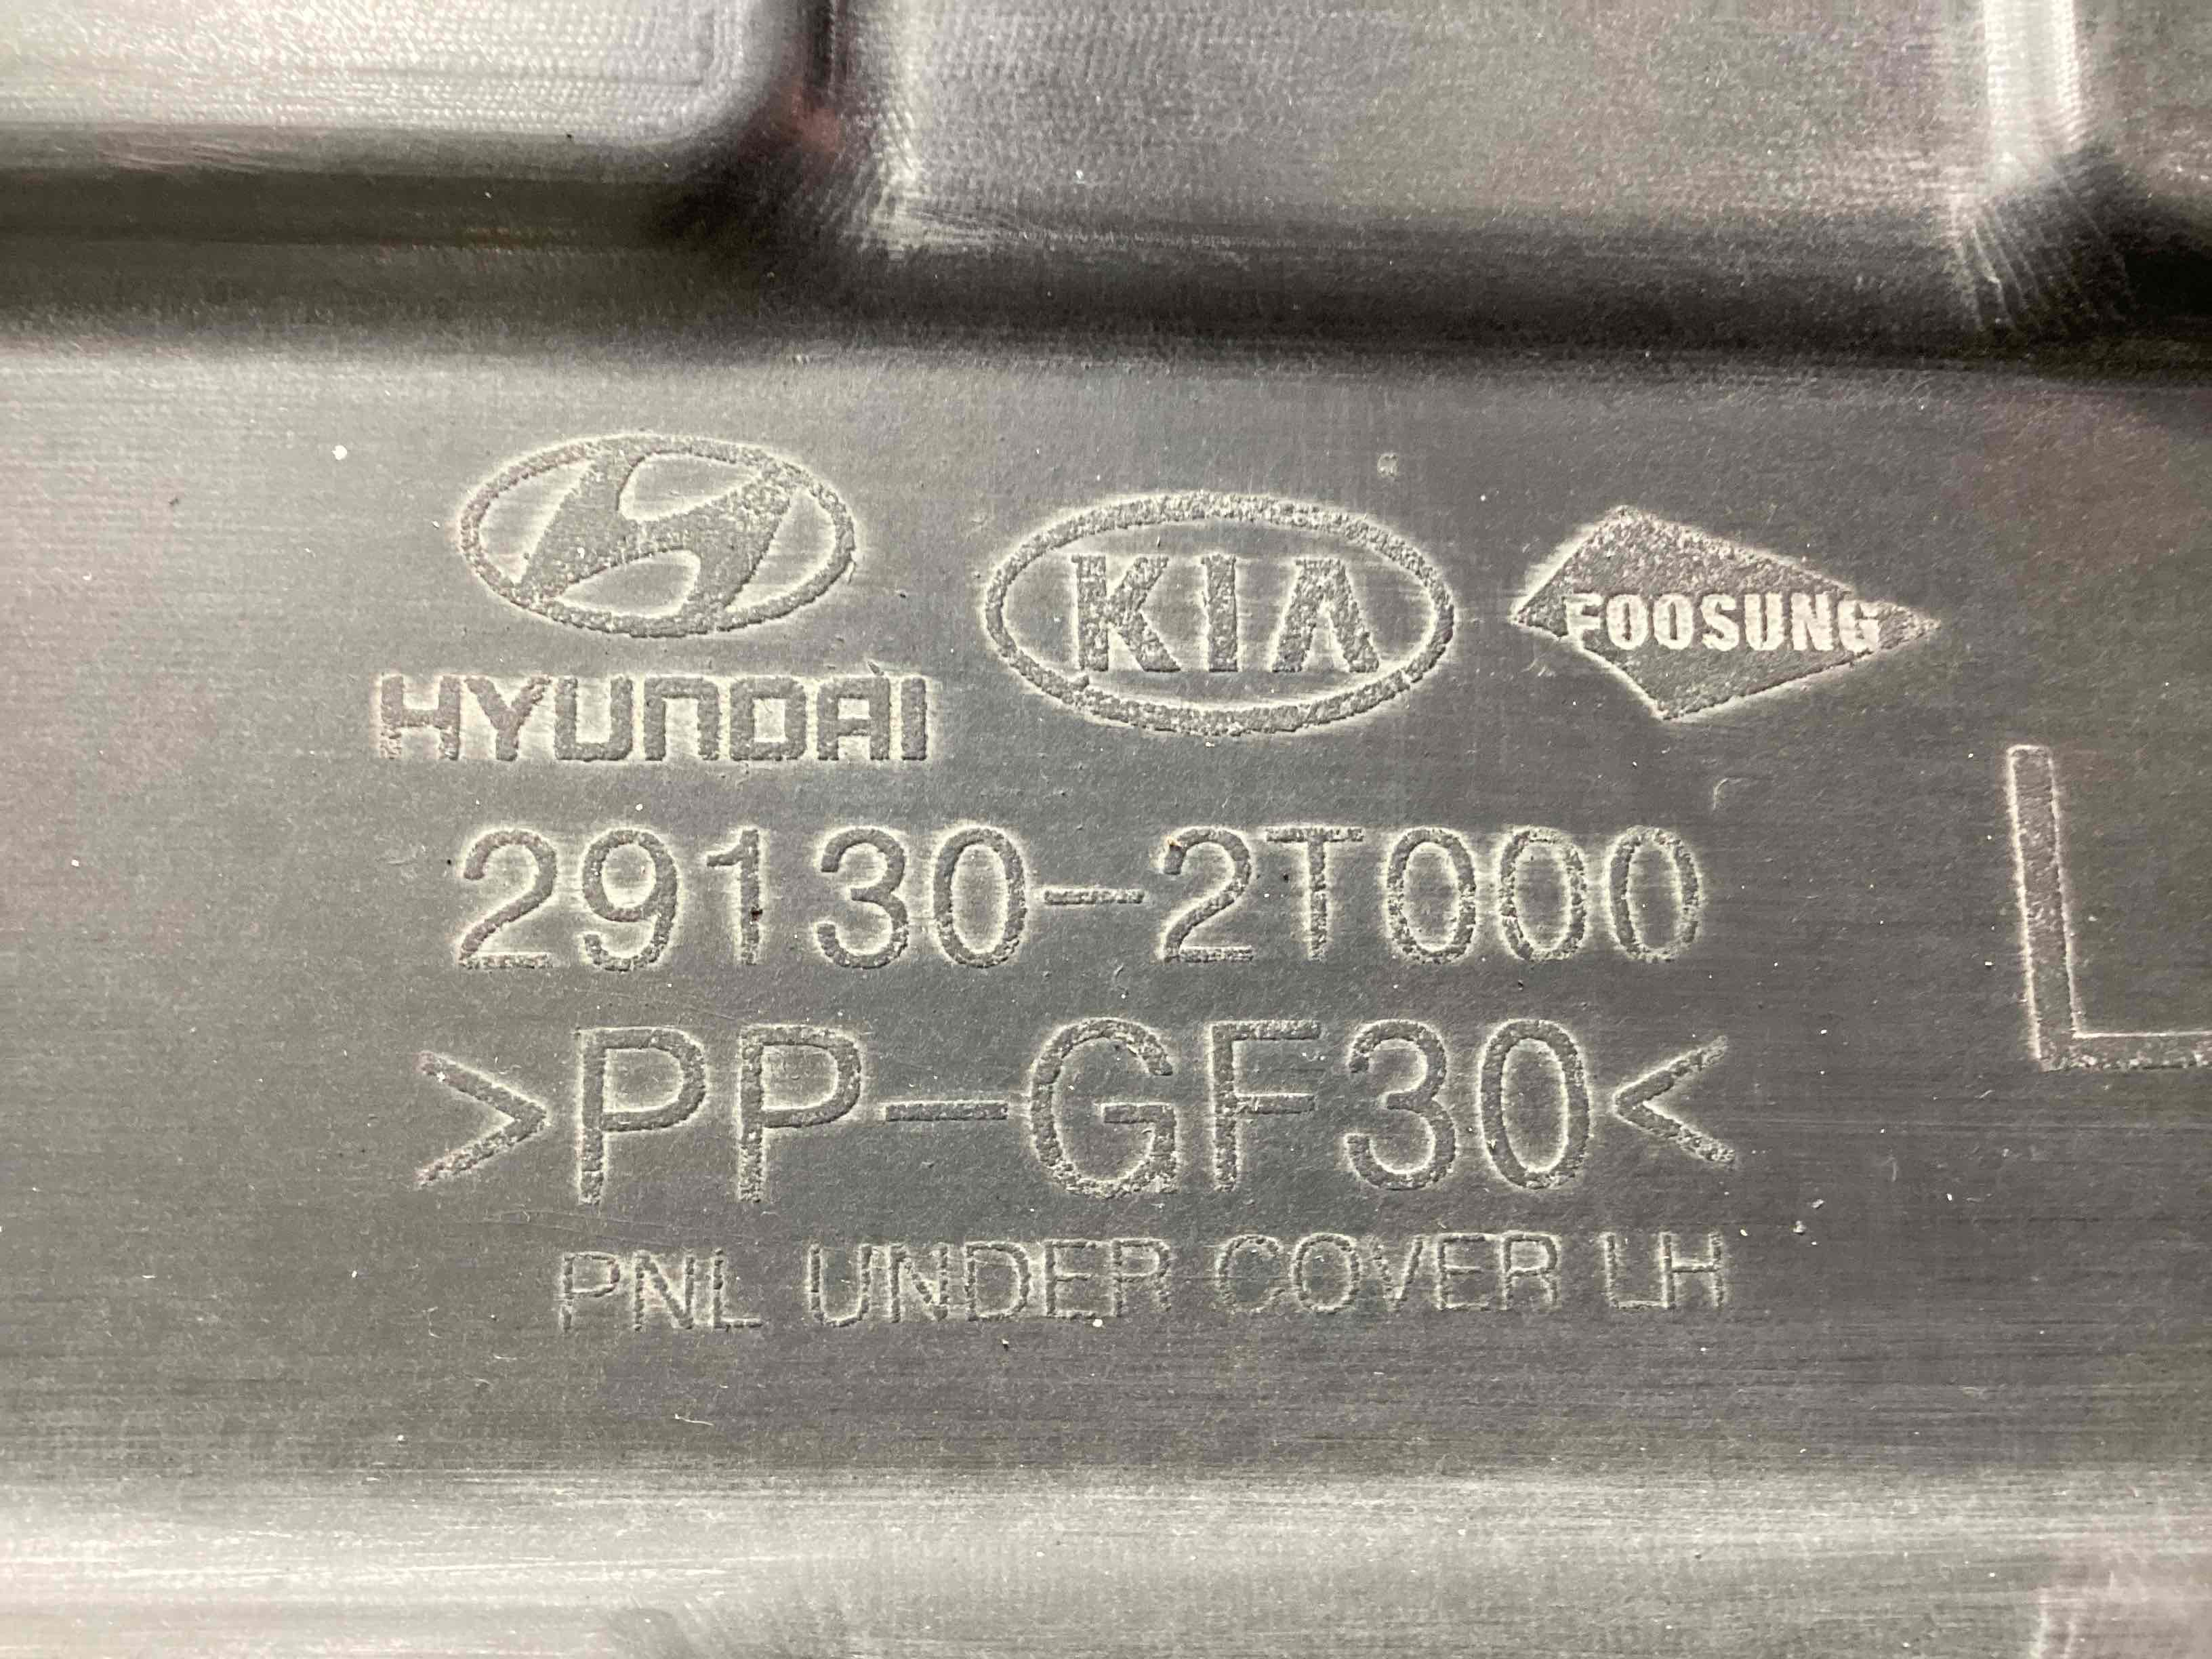 HYUNDAI KIA FOOSUNG
29130-2T000
L
>PP-GF30<
PNL UNDER COVER LH